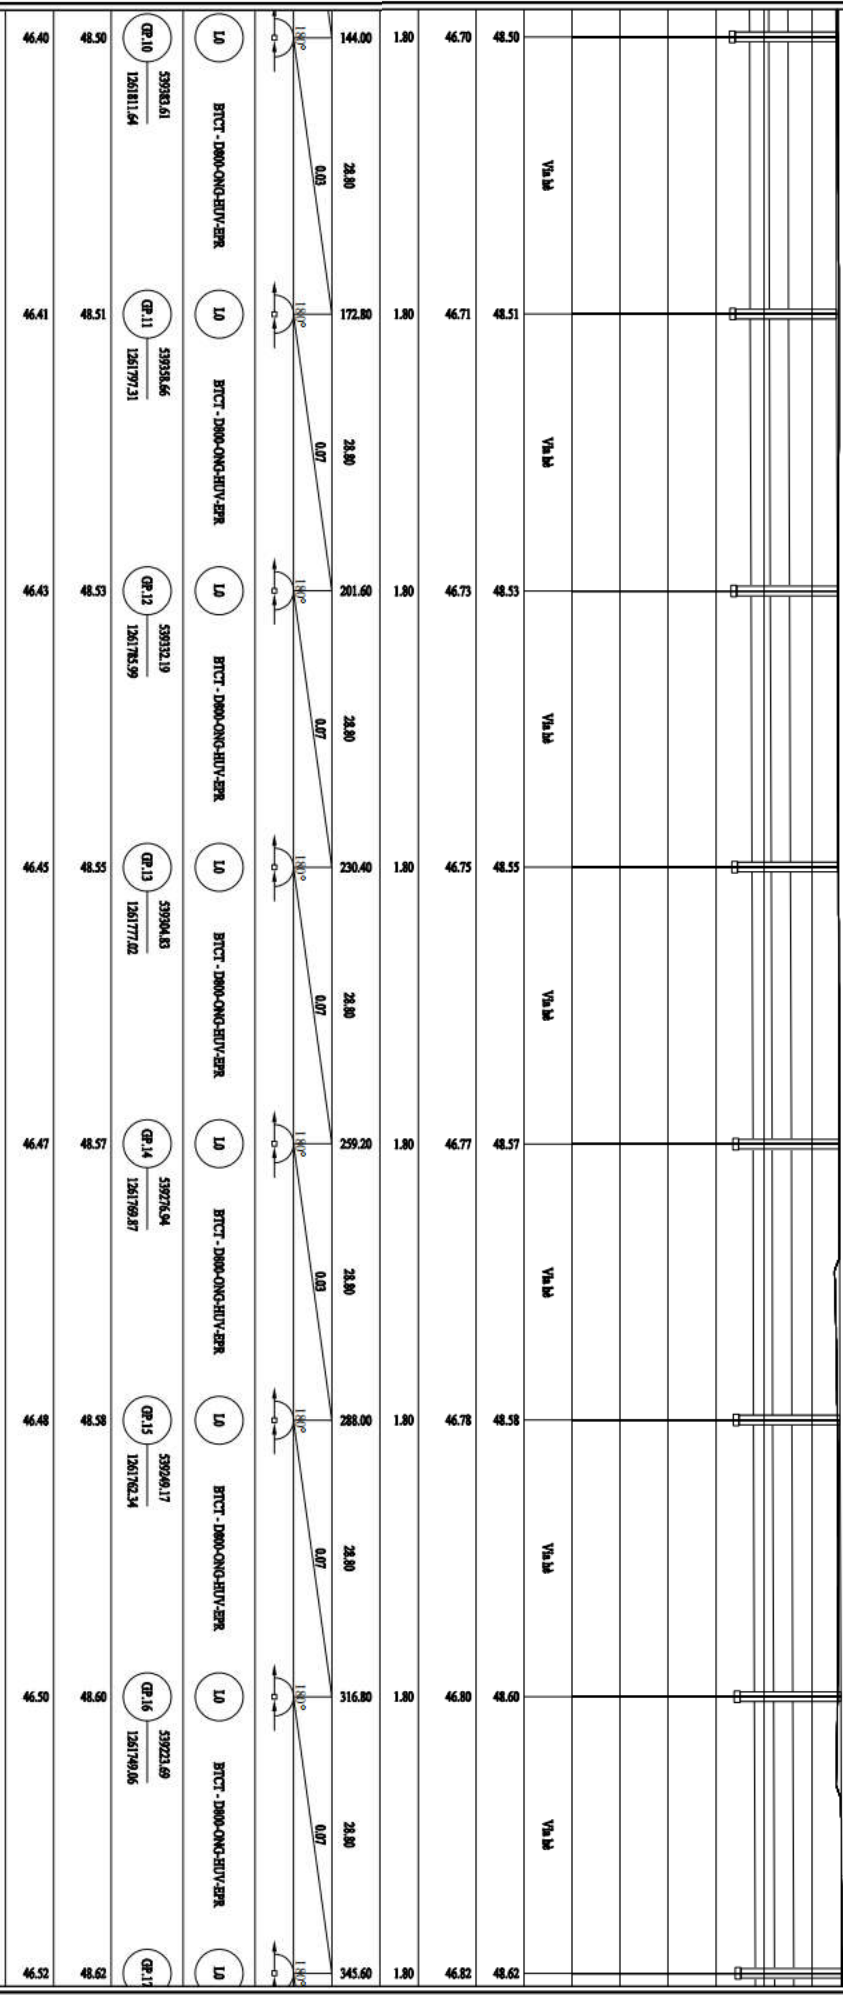 Vỉa hè Vỉa hè Vỉa hè Vỉa hè Vỉa hè Vỉa hè Vỉa hè
48.50 48.51 48.53 48.55 48.57 48.58 48.60 48.62
46.70 46.71 46.73 46.75 46.77 46.78 46.80 46.82
1.80 1.80 1.80 1.80 1.80 1.80 1.80 1.80
144.00 28.80 172.80 28.80 201.60 28.80 230.40 28.80 259.20 28.80 288.00 28.80 316.80 28.80 345.60
0.03 0.07 0.07 0.07 0.03 0.07 0.07
180° 180° 180° 180° 180° 180° 180° 180°
L0 BTCT - D800-ONG-HUV-EPR L0 BTCT - D800-ONG-HUV-EPR L0 BTCT - D800-ONG-HUV-EPR L0 BTCT - D800-ONG-HUV-EPR L0 BTCT - D800-ONG-HUV-EPR L0 BTCT - D800-ONG-HUV-EPR L0 BTCT - D800-ONG-HUV-EPR L0
539383.61 539358.66 539332.19 539304.83 539276.94 539249.17 539223.69
GP.10 GP.11 GP.12 GP.13 GP.14 GP.15 GP.16 GP.17
1261811.64 1261797.31 1261785.99 1261777.02 1261769.87 1261762.34 1261749.06
48.50 48.51 48.53 48.55 48.57 48.58 48.60 48.62
46.40 46.41 46.43 46.45 46.47 46.48 46.50 46.52